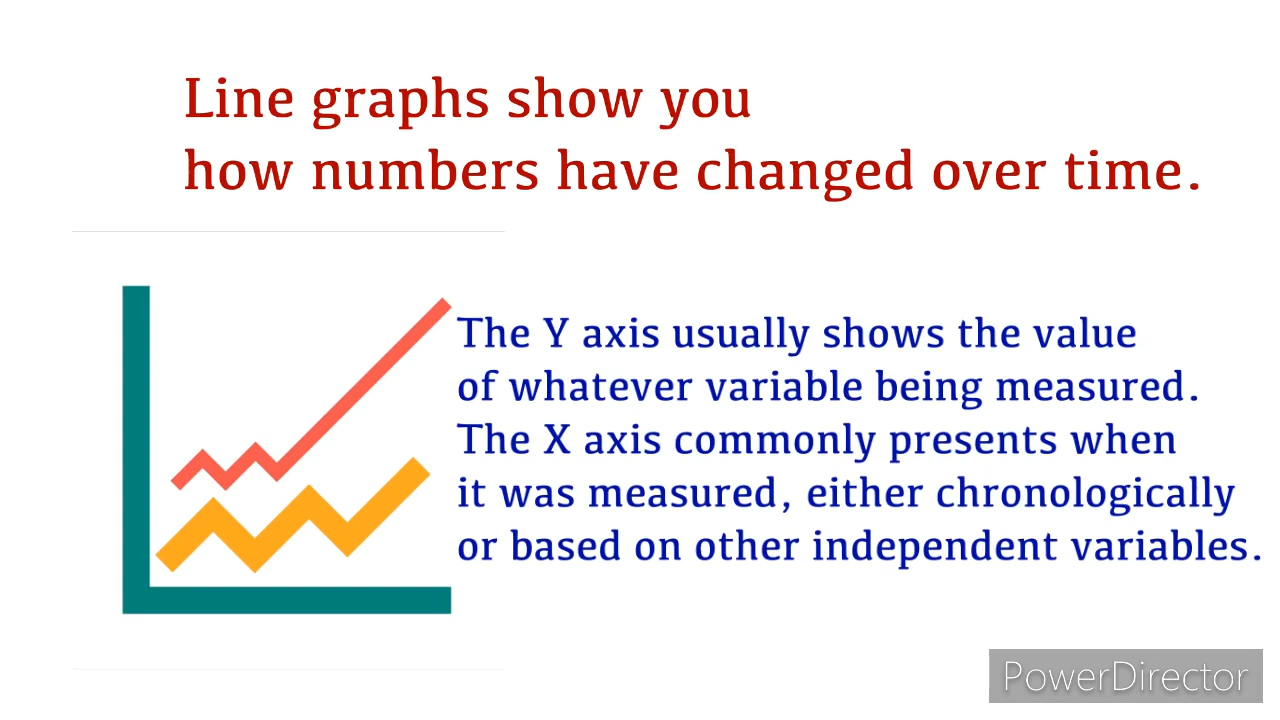 Line graphs show you
how numbers have changed over time.
The Y axis usually shows the value
of whatever variable being measured.
The X axis commonly presents when
it was measured, either chronologically
or based on other independent variables.
PowerDirector